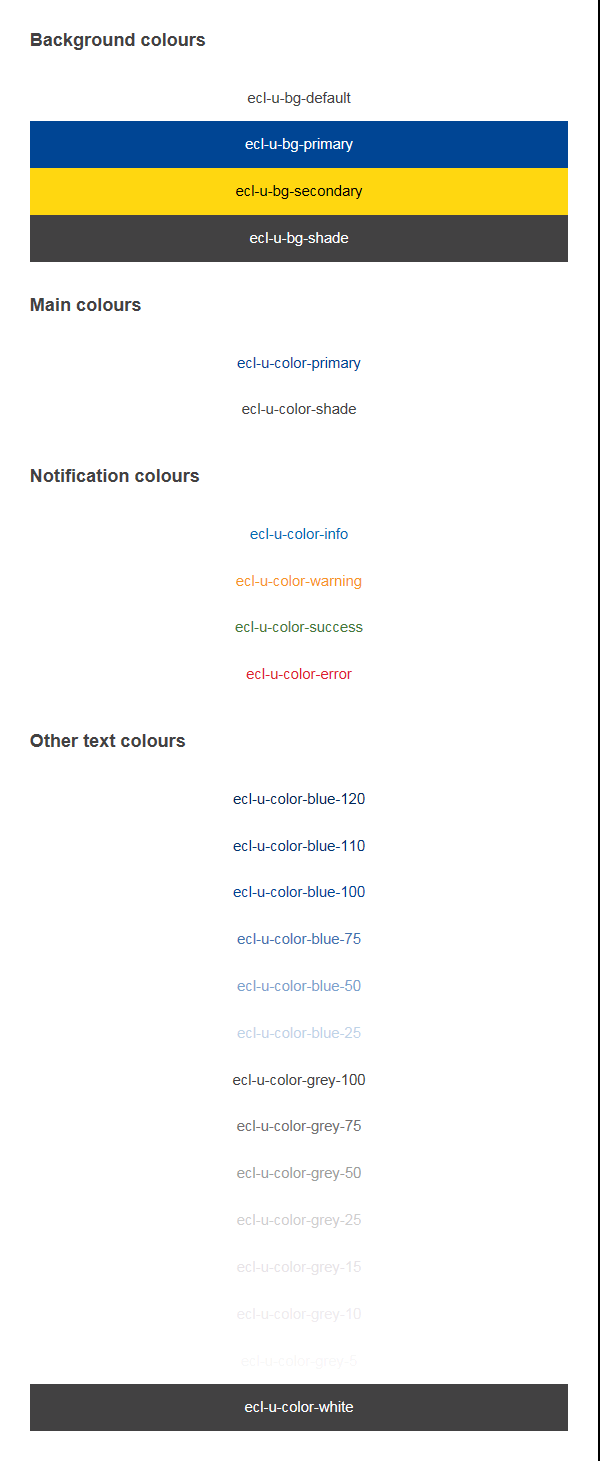 Background colours
ecl-u-bg-default
ecl-u-bg-primary
ecl-u-bg-secondary
ecl-u-bg-shade
Main colours
ecl-u-color-primary
ecl-u-color-shade
Notification colours
ecl-u-color-info
ecl-u-color-warning
ecl-u-color-success
ecl-u-color-error
Other text colours
ecl-u-color-blue-120
ecl-u-color-blue-110
ecl-u-color-blue-100
ecl-u-color-blue-75
ecl-u-color-blue-50
ecl-u-color-blue-25
ecl-u-color-grey-100
ecl-u-color-grey-75
ecl-u-color-grey-50
ecl-u-color-grey-25
ecl-u-color-grey-15
ecl-u-color-grey-10
ecl-u-color-grey-5
ecl-u-color-white